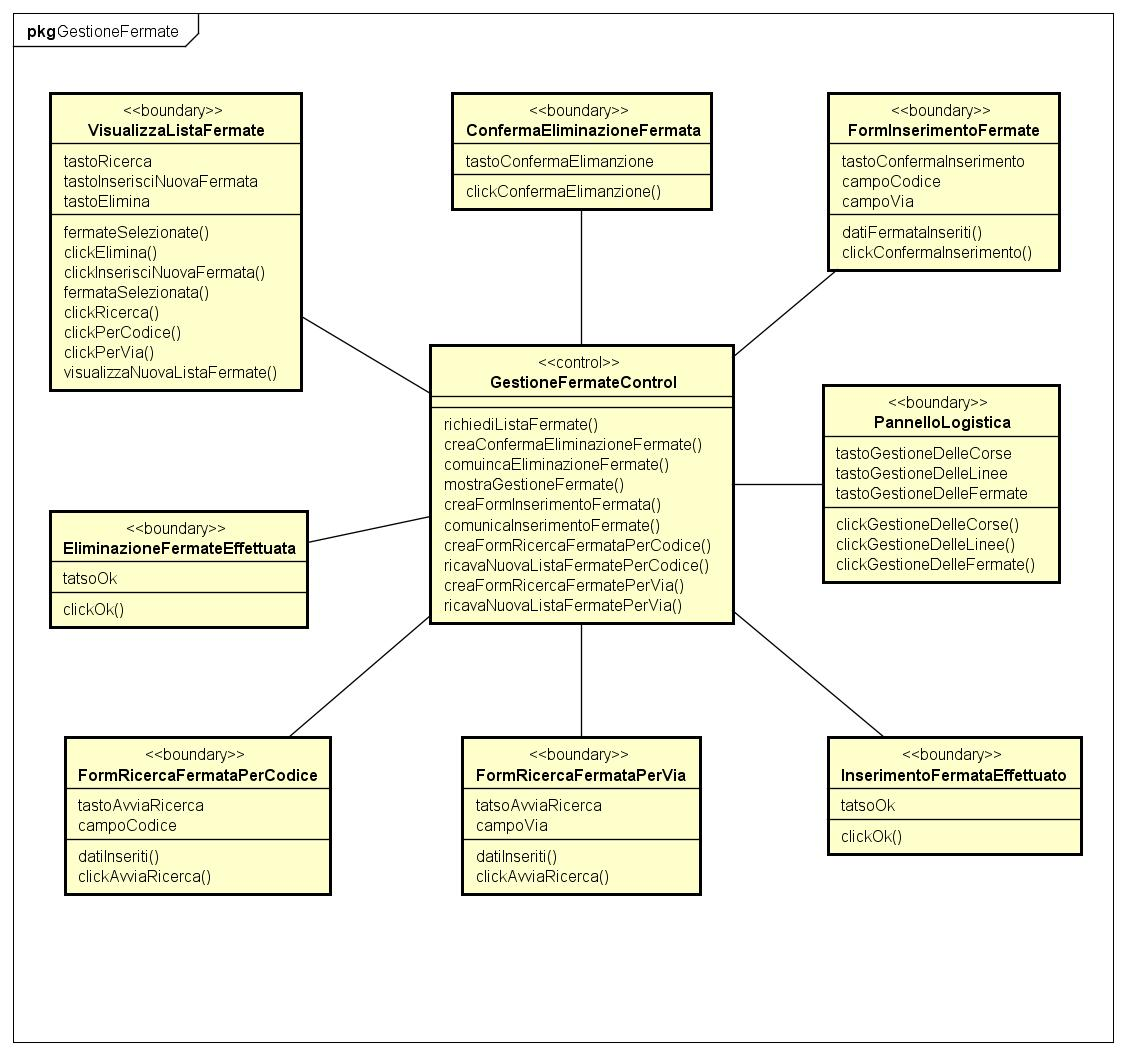 pkg GestioneFermate
<<boundary>>
VisualizzaListaFermate
tastoRicerca
tastoInserisciNuovaFermata
tastoElimina
fermateSelezionate()
clickElimina()
clickInserisciNuovaFermata()
fermataSelezionata()
clickRicerca()
clickPerCodice()
clickPerVia()
visualizzaNuovaListaFermate()
<<boundary>>
ConfermaEliminazioneFermata
tastoConfermaElimanzione
clickConfermaElimanzione()
<<boundary>>
FormInserimentoFermate
tastoConfermaInserimento
campoCodice
campoVia
datiFermataInseriti()
clickConfermaInserimento()
<<control>>
GestioneFermateControl
richiediListaFermate()
creaConfermaEliminazioneFermate()
comuincaEliminazioneFermate()
mostraGestioneFermate()
creaFormInserimentoFermata()
comunicaInserimentoFermate()
creaFormRicercaFermataPerCodice()
ricavaNuovaListaFermatePerCodice()
creaFormRicercaFermatePerVia()
ricavaNuovaListaFermatePerVia()
<<boundary>>
PannelloLogistica
tastoGestioneDelleCorse
tastoGestioneDelleLinee
tastoGestioneDelleFermate
clickGestioneDelleCorse()
clickGestioneDelleLinee()
clickGestioneDelleFermate()
<<boundary>>
EliminazioneFermateEffettuata
tatsoOk
clickOk()
<<boundary>>
FormRicercaFermataPerCodice
tastoAvviaRicerca
campoCodice
datiInseriti()
clickAvviaRicerca()
<<boundary>>
FormRicercaFermataPerVia
tatsoAvviaRicerca
campoVia
datiInseriti()
clickAvviaRicerca()
<<boundary>>
InserimentoFermataEffettuato
tatsoOk
clickOk()